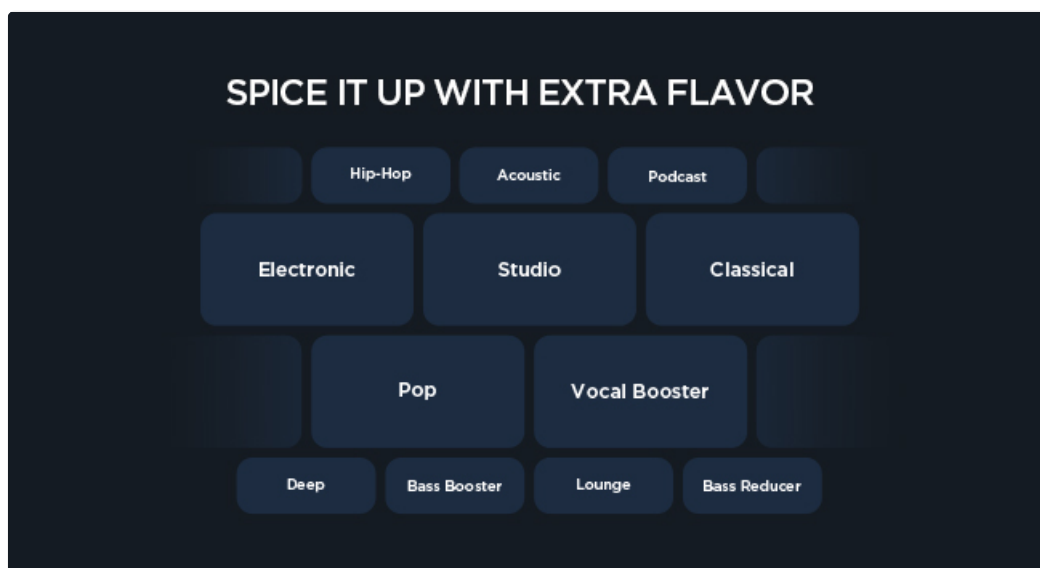 SPICE IT UP WITH EXTRA FLAVOR
Hip-Hop
Acoustic
Podcast
Electronic
Studio
Classical
Pop
Vocal Booster
Deep
Bass Booster
Lounge
Bass Reducer